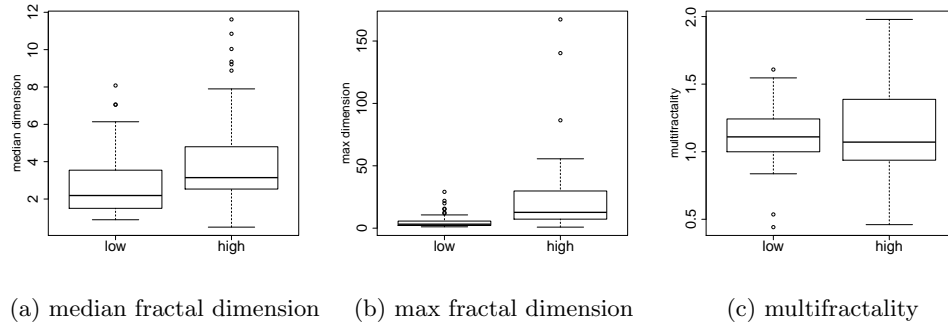 median dimension
12
10
8
6
4
2
low
high
max dimension
150
100
50
0
low
high
multifractality
2.0
1.5
1.0
0.5
low
high
(a) median fractal dimension
(b) max fractal dimension
(c) multifractality